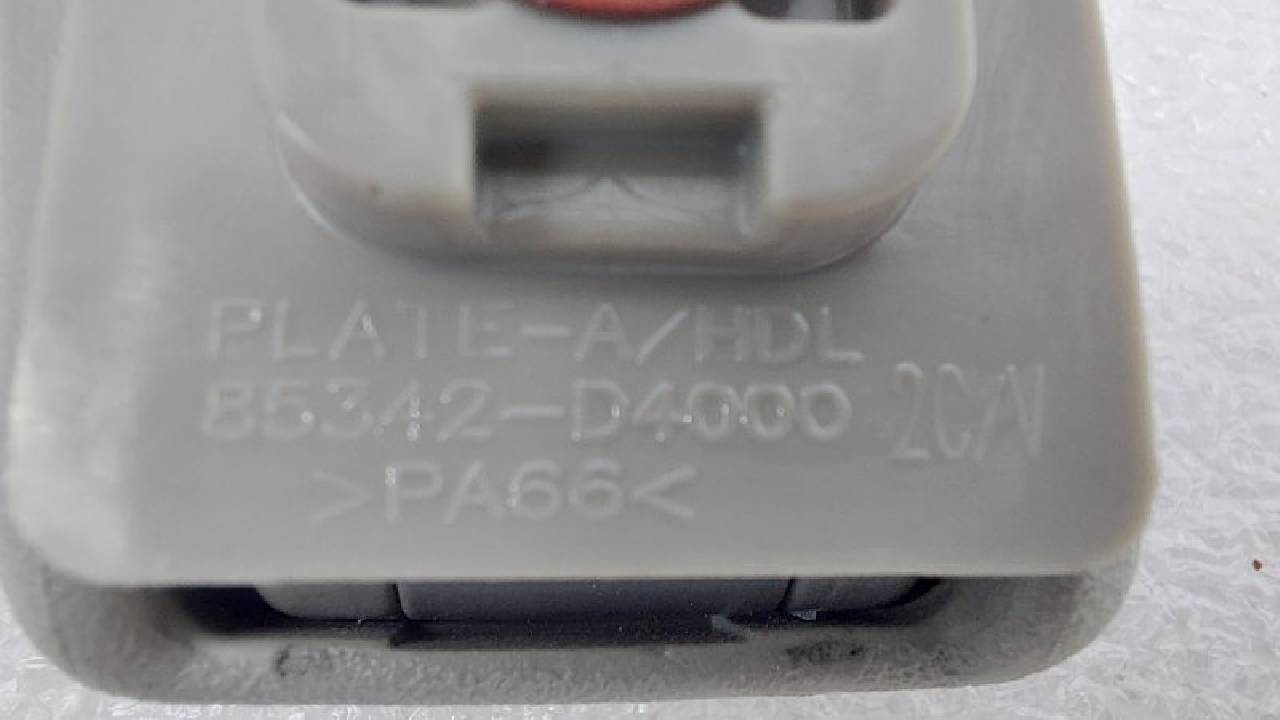 PLATE-A/HDL
85342-D4000 2C/V
>PA66<